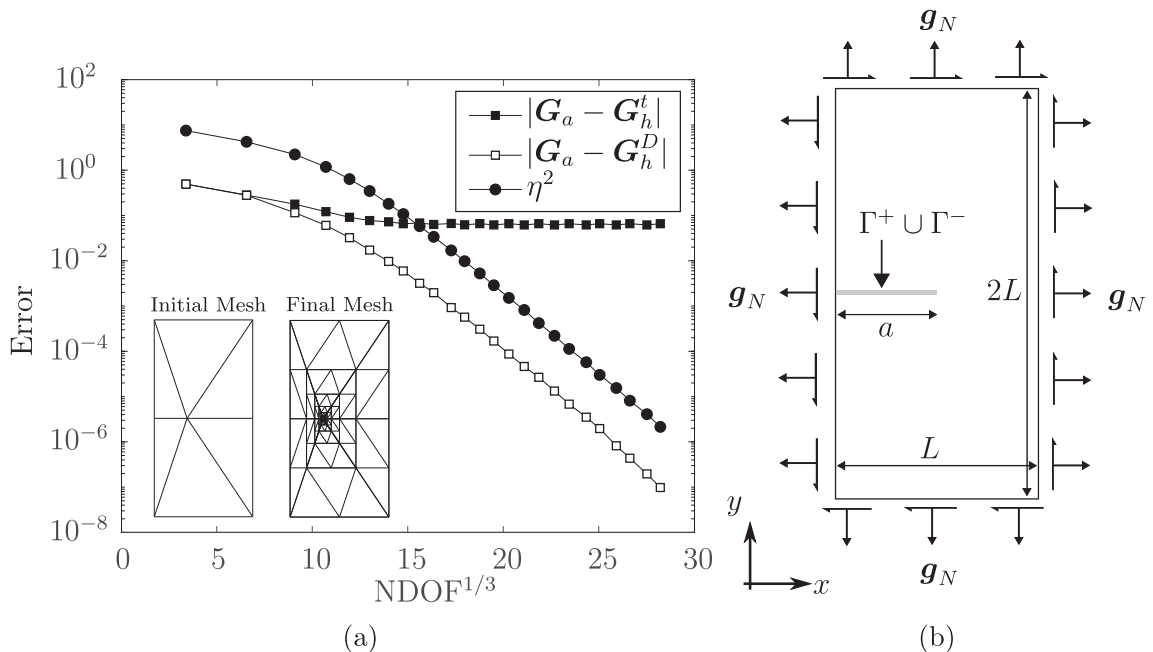 10^2
10^0
10^{-2}
10^{-4}
10^{-6}
10^{-8}
Error
|G_a − G_h^t|
|G_a − G_h^D|
η^2
Initial Mesh
Final Mesh
0 5 10 15 20 25 30
NDOF^{1/3}
(a)
g_N
Γ^+ ∪ Γ^−
g_N
a
2L
g_N
L
g_N
y
x
(b)